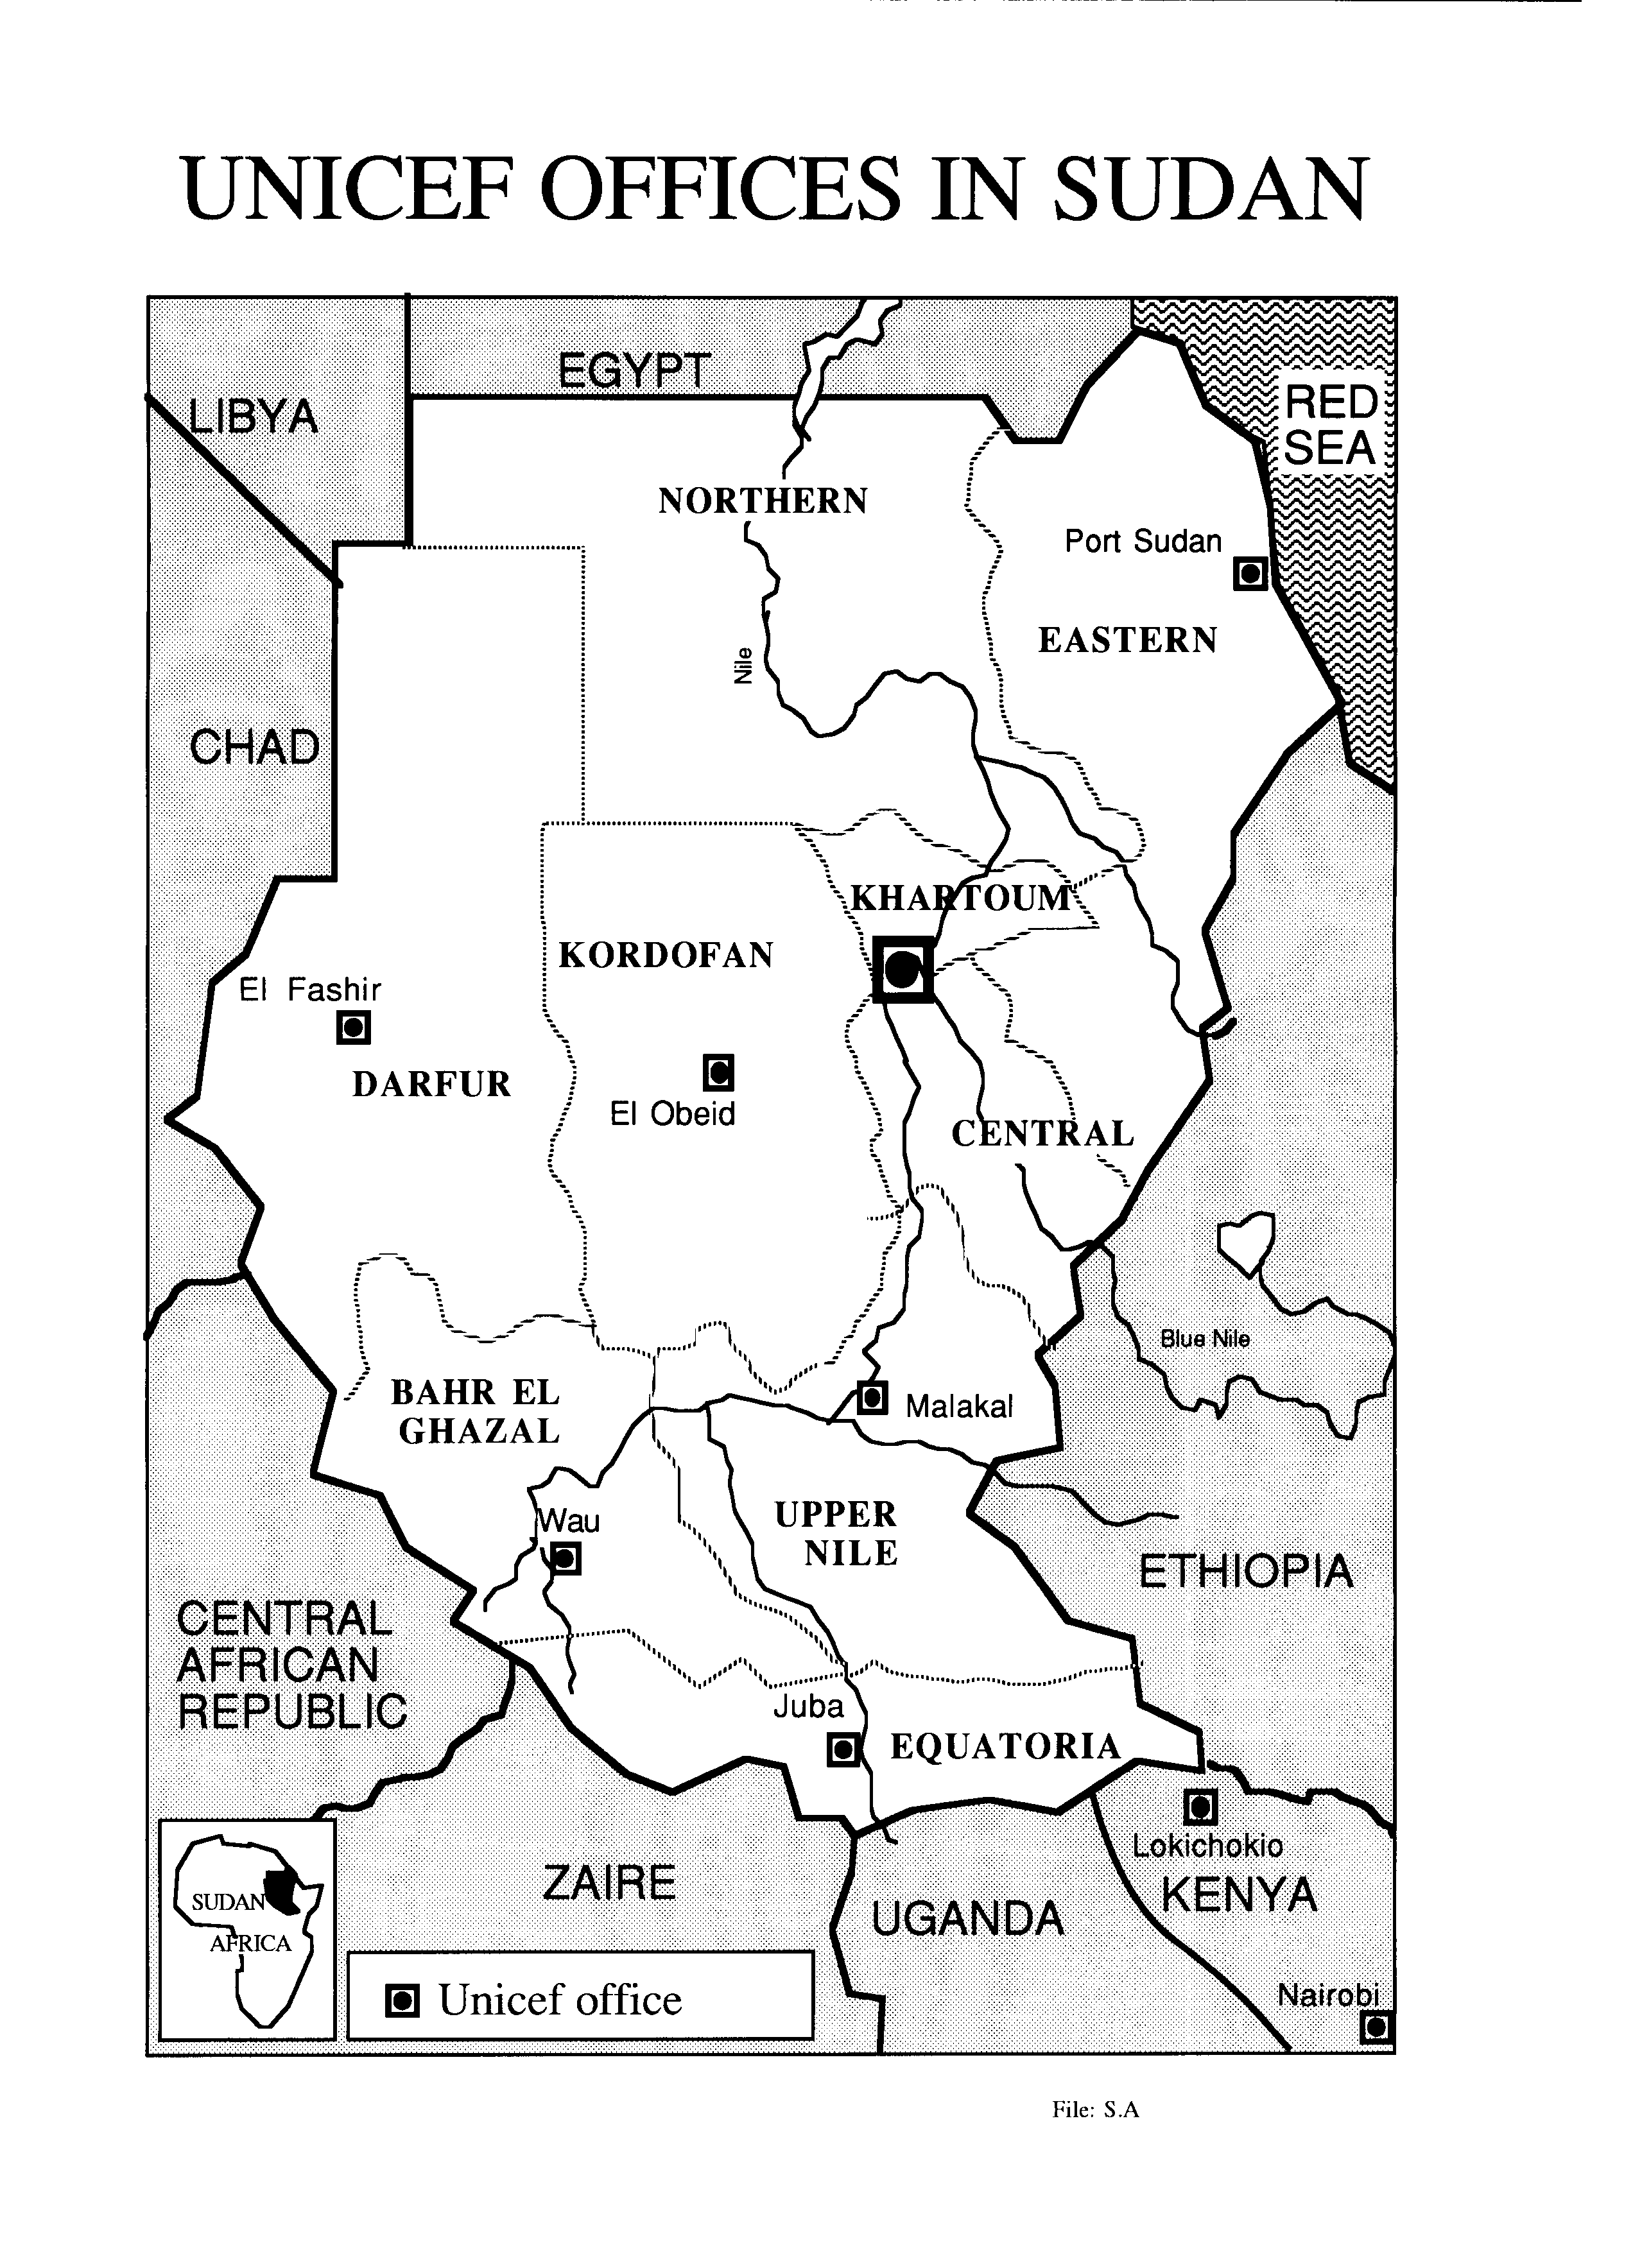 UNICEF OFFICES IN SUDAN
EGYPT
LIBYA
RED
SEA
NORTHERN
Port Sudan
EASTERN
Nile
CHAD
KHARTOUM
KORDOFAN
El Fashir
DARFUR
El Obeid
CENTRAL
Blue Nile
BAHR EL
GHAZAL
Malakal
Wau
UPPER
NILE
ETHIOPIA
CENTRAL
AFRICAN
REPUBLIC
Juba
EQUATORIA
Lokichokio
KENYA
ZAIRE
UGANDA
SUDAN
AFRICA
Nairobi
Unicef office
File: S.A